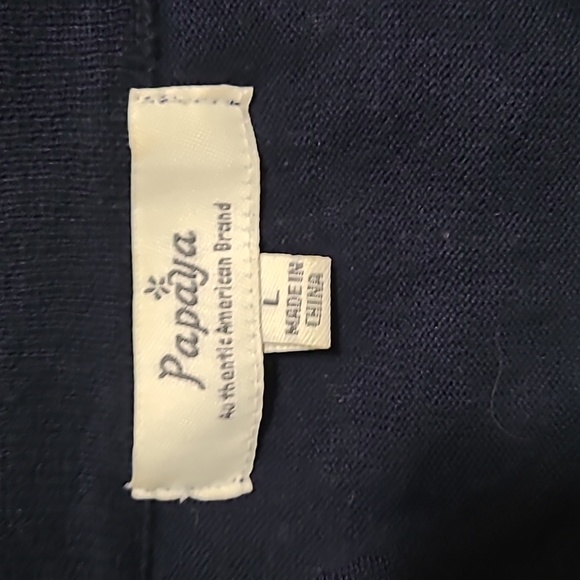 Papaya
Authentic American Brand
L
MADE IN
CHINA